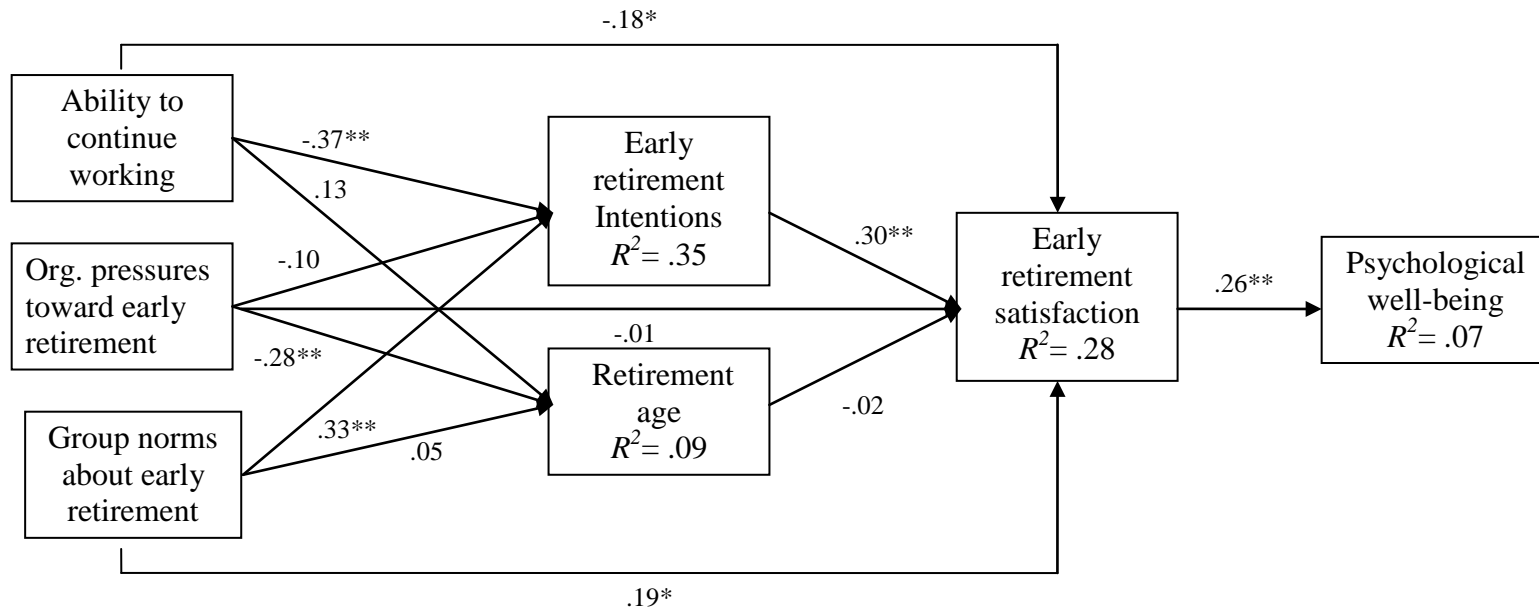 -.18*
Ability to
continue
working
-.37**
.13
Early
retirement
Intentions
R²= .35
.30**
Org. pressures
toward early
retirement
-.10
-.01
-.28**
Early
retirement
satisfaction
R²= .28
.26**
Psychological
well-being
R²= .07
Retirement
age
R²= .09
-.02
Group norms
about early
retirement
.33**
.05
.19*